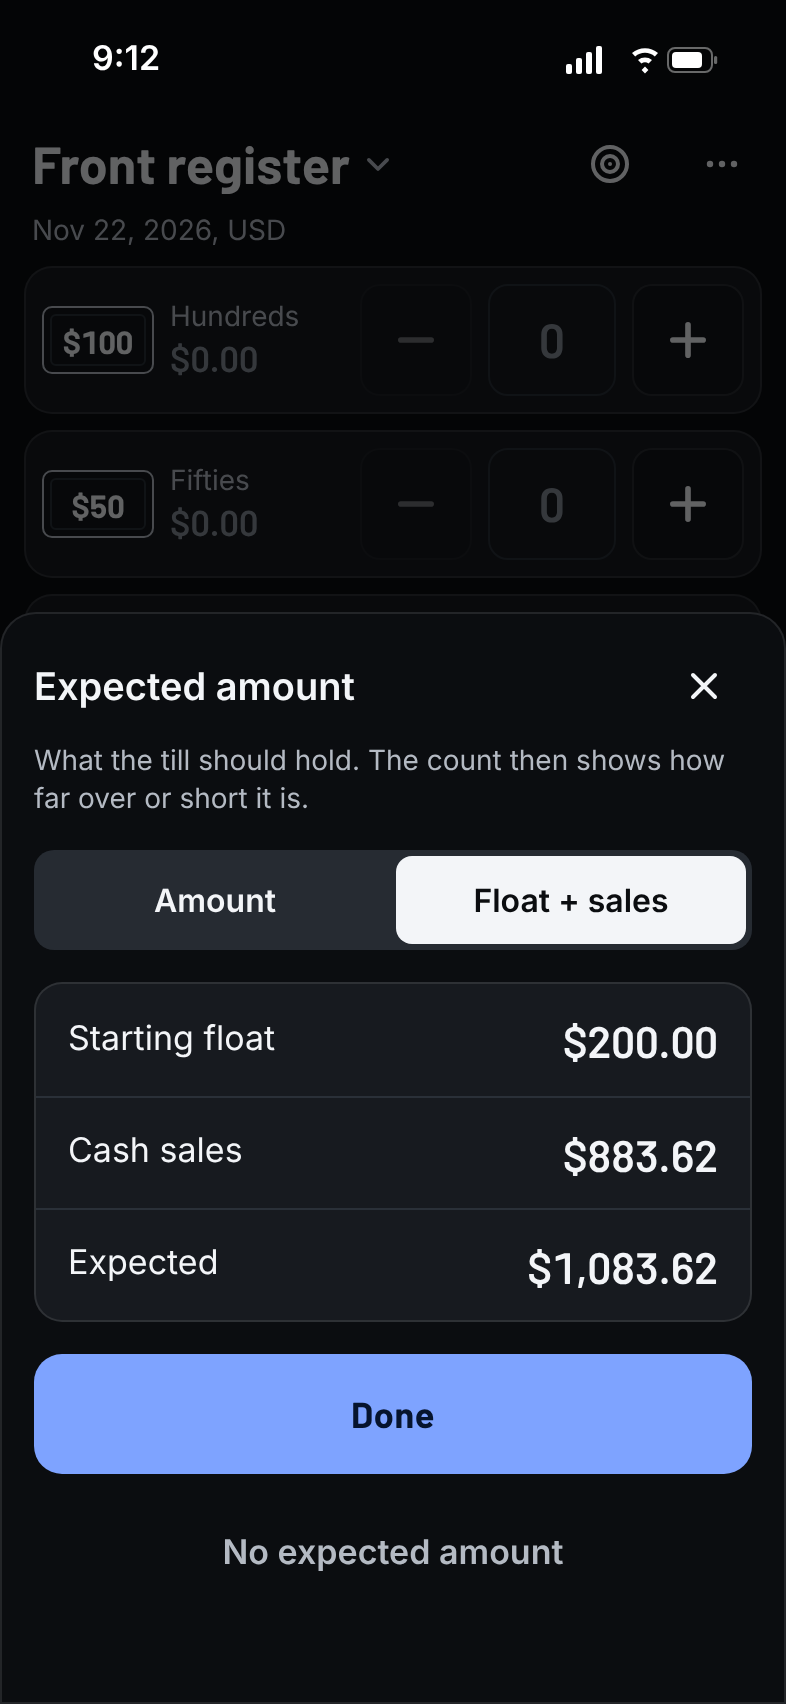 9:12
Front register
Nov 22, 2026, USD
$100
Hundreds
$0.00
0
$50
Fifties
$0.00
0
Expected amount
What the till should hold. The count then shows how
far over or short it is.
Amount
Float + sales
Starting float
$200.00
Cash sales
$883.62
Expected
$1,083.62
Done
No expected amount